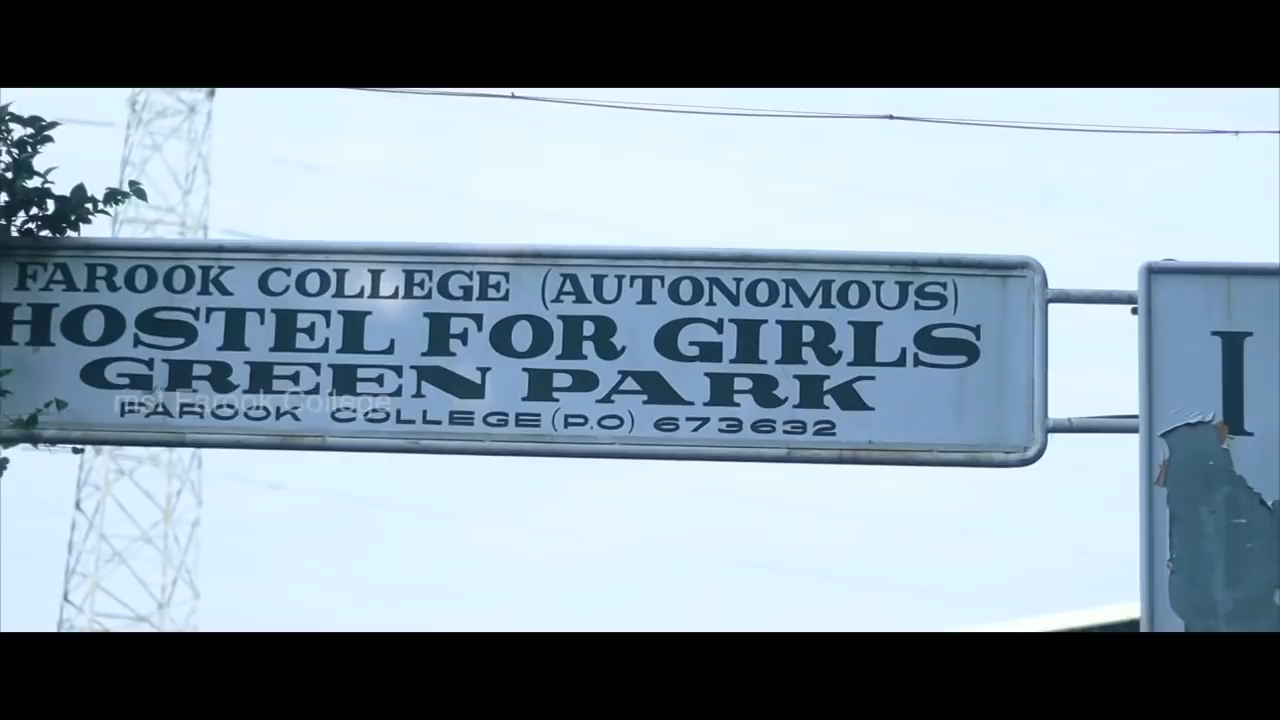 FAROOK COLLEGE (AUTONOMOUS)
HOSTEL FOR GIRLS
GREEN PARK
FAROOK COLLEGE (P.O) 673632
msf Farook College
I